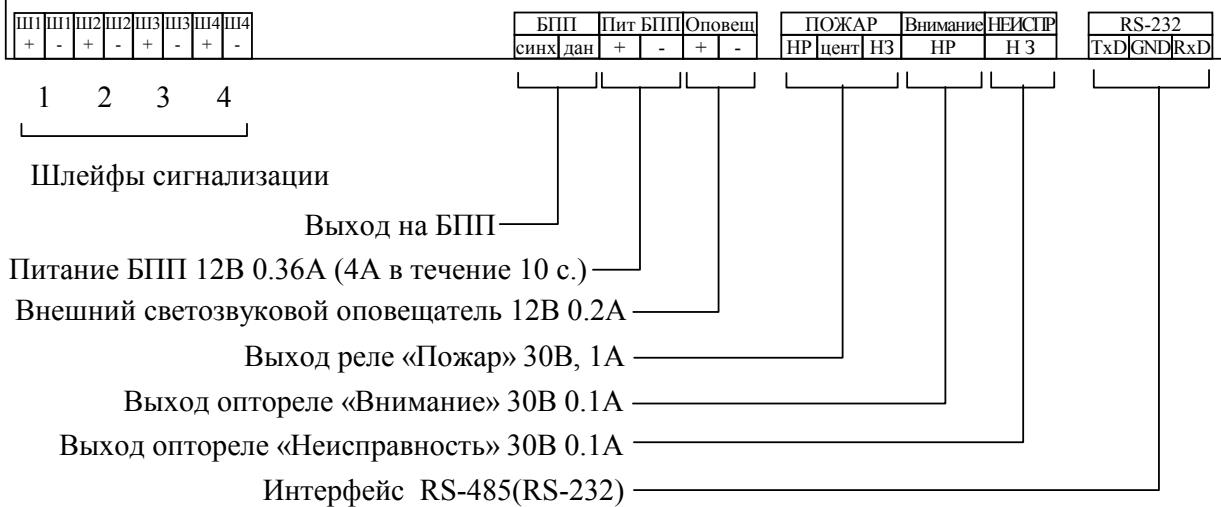 Ш1 Ш1 Ш2 Ш2 Ш3 Ш3 Ш4 Ш4 БПП Пит БПП Оповещ ПОЖАР Внимание НЕИСПР RS-232
+ - + - + - + - синх дан + - + - НР цент НЗ НР Н З TxD GND RxD
1 2 3 4
Шлейфы сигнализации
Выход на БПП
Питание БПП 12В 0.36А (4А в течение 10 с.)
Внешний светозвуковой оповещатель 12В 0.2А
Выход реле «Пожар» 30В, 1А
Выход оптореле «Внимание» 30В 0.1А
Выход оптореле «Неисправность» 30В 0.1А
Интерфейс RS-485(RS-232)